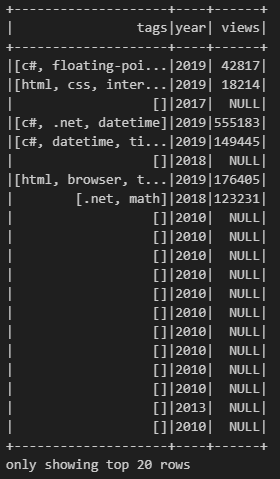 +--------------------+----+------+
|                tags|year| views|
+--------------------+----+------+
|[c#, floating-poi...|2019| 42817|
|[html, css, inter...|2019| 18214|
|                  []|2017|  NULL|
|[c#, .net, datetime]|2019|555183|
|[c#, datetime, ti...|2019|149445|
|                  []|2018|  NULL|
|[html, browser, t...|2019|176405|
|        [.net, math]|2018|123231|
|                  []|2010|  NULL|
|                  []|2010|  NULL|
|                  []|2010|  NULL|
|                  []|2010|  NULL|
|                  []|2010|  NULL|
|                  []|2010|  NULL|
|                  []|2010|  NULL|
|                  []|2010|  NULL|
|                  []|2010|  NULL|
|                  []|2010|  NULL|
|                  []|2013|  NULL|
|                  []|2010|  NULL|
+--------------------+----+------+
only showing top 20 rows